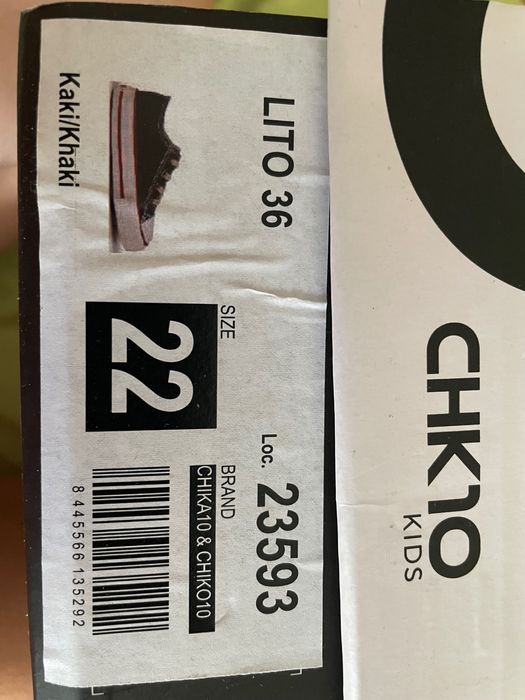 CHK10
KIDS
LITO 36
Loc. 23593
Kaki/Khaki
SIZE
22
BRAND
CHIKA10 & CHIKO10
8 445566 135292